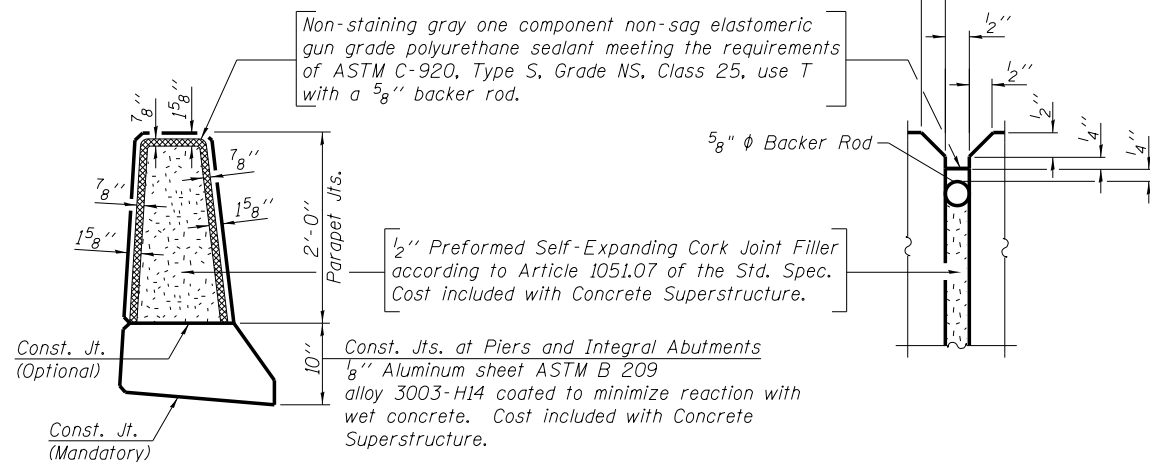 Non-staining gray one component non-sag elastomeric
gun grade polyurethane sealant meeting the requirements
of ASTM C-920, Type S, Grade NS, Class 25, use T
with a 5/8'' backer rod.
1/2''
1/2''
1/2''
1/4''
1/4''
5/8" ϕ Backer Rod
7/8''
1 5/8''
7/8''
7/8''
1 5/8''
1 5/8''
2'-0''
Parapet Jts.
1/2'' Preformed Self-Expanding Cork Joint Filler
according to Article 1051.07 of the Std. Spec.
Cost included with Concrete Superstructure.
Const. Jt.
(Optional)
10''
Const. Jts. at Piers and Integral Abutments
1/8'' Aluminum sheet ASTM B 209
alloy 3003-H14 coated to minimize reaction with
wet concrete. Cost included with Concrete
Superstructure.
Const. Jt.
(Mandatory)